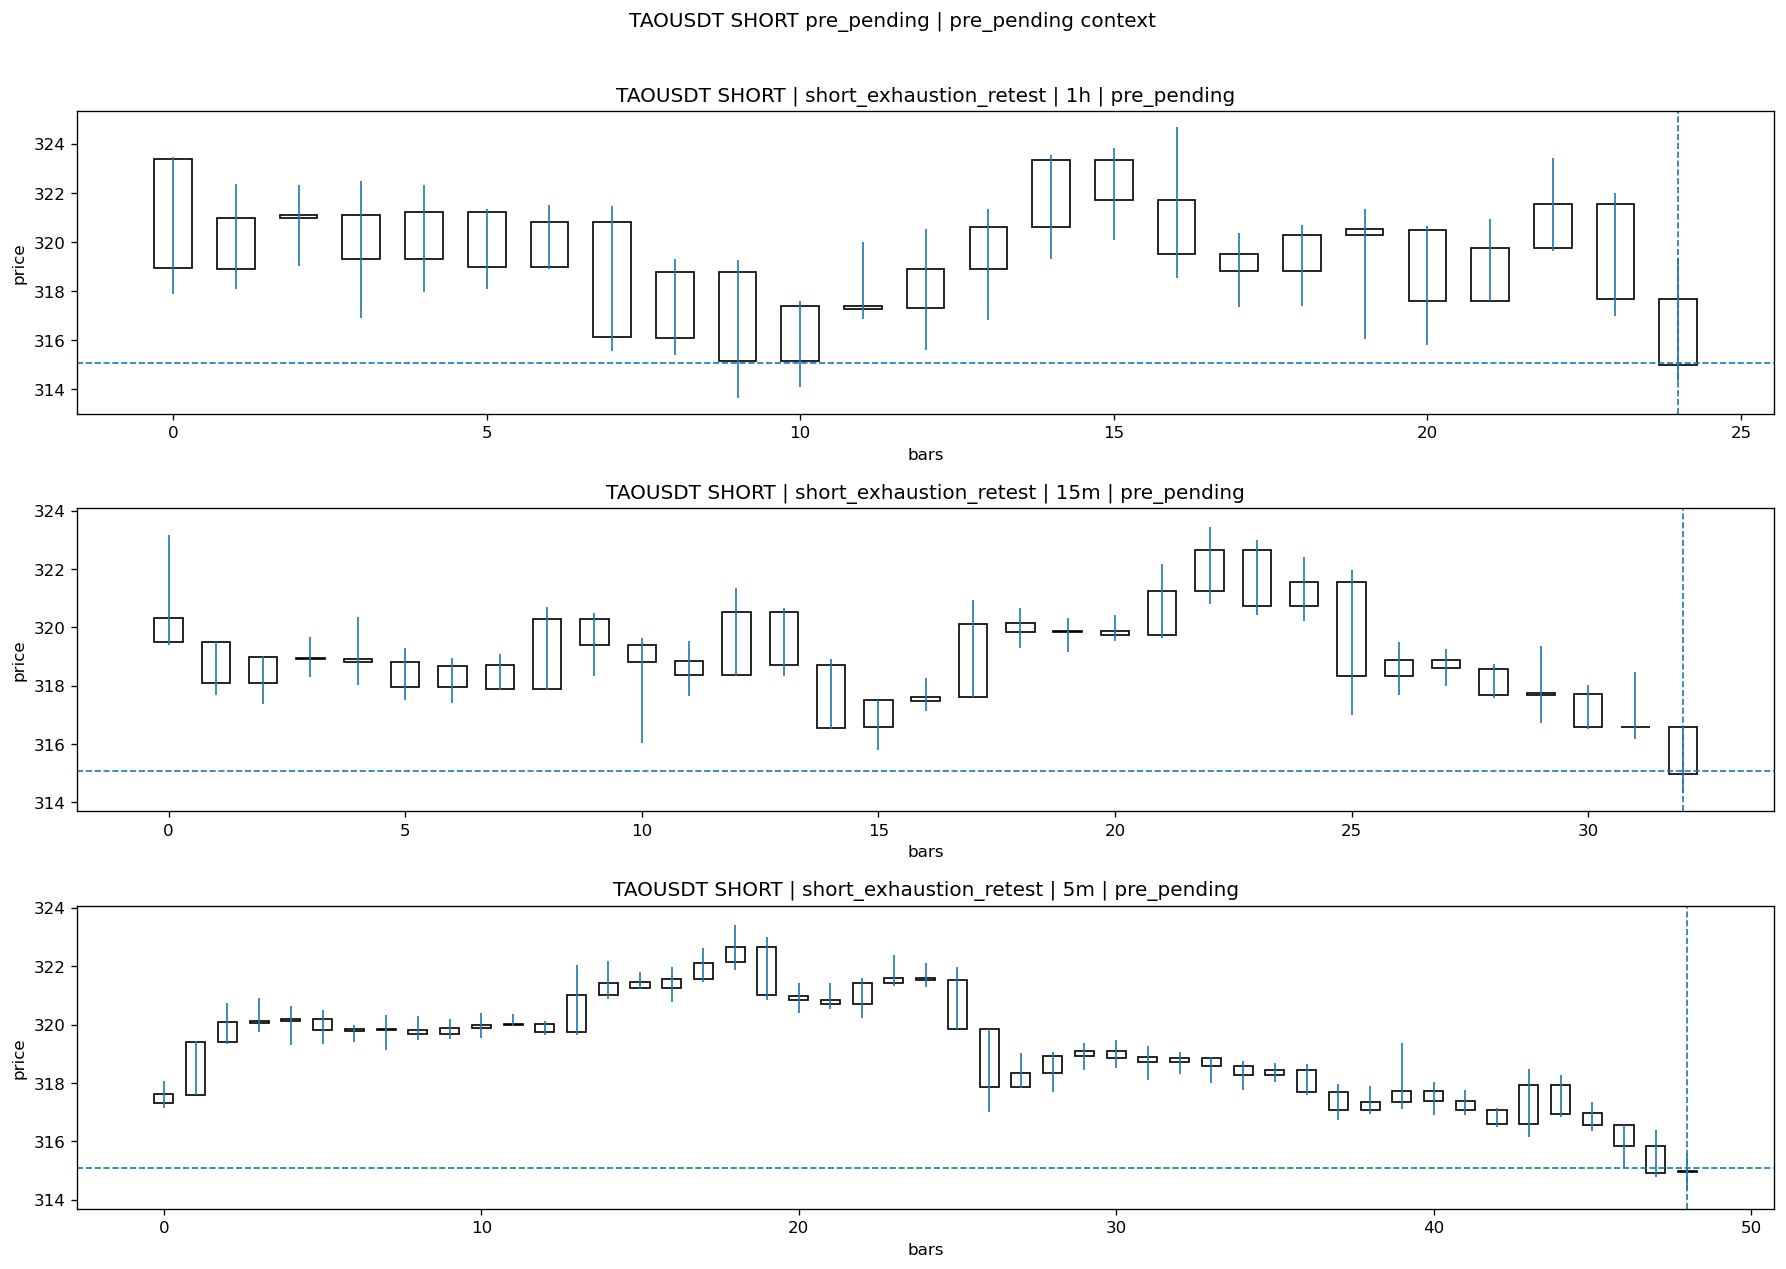 TAOUSDT SHORT pre_pending | pre_pending context
TAOUSDT SHORT | short_exhaustion_retest | 1h | pre_pending
324
322
320
318
316
314
price
0 5 10 15 20 25
bars
TAOUSDT SHORT | short_exhaustion_retest | 15m | pre_pending
324
322
320
318
316
314
price
0 5 10 15 20 25 30
bars
TAOUSDT SHORT | short_exhaustion_retest | 5m | pre_pending
324
322
320
318
316
314
price
0 10 20 30 40 50
bars